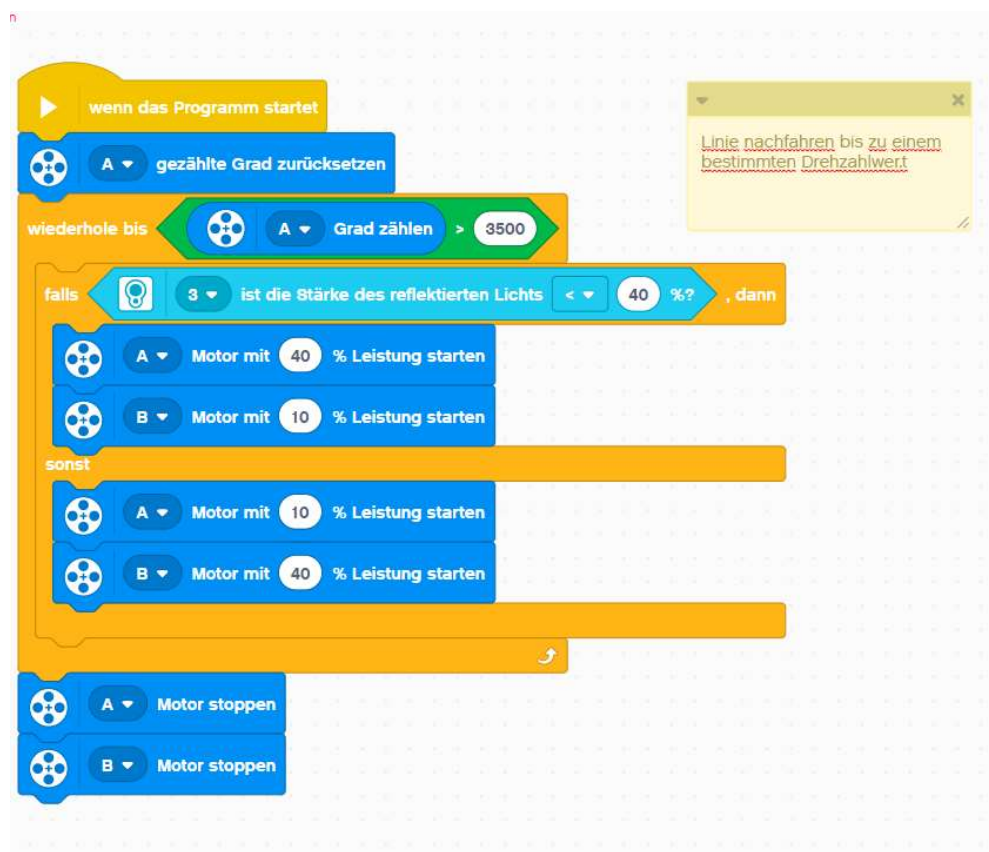 n
wenn das Programm startet
A gezählte Grad zurücksetzen
wiederhole bis A Grad zählen > 3500
falls 3 ist die Stärke des reflektierten Lichts < 40 %? , dann
A Motor mit 40 % Leistung starten
B Motor mit 10 % Leistung starten
sonst
A Motor mit 10 % Leistung starten
B Motor mit 40 % Leistung starten
A Motor stoppen
B Motor stoppen
Linie nachfahren bis zu einem
bestimmten Drehzahlwer.t